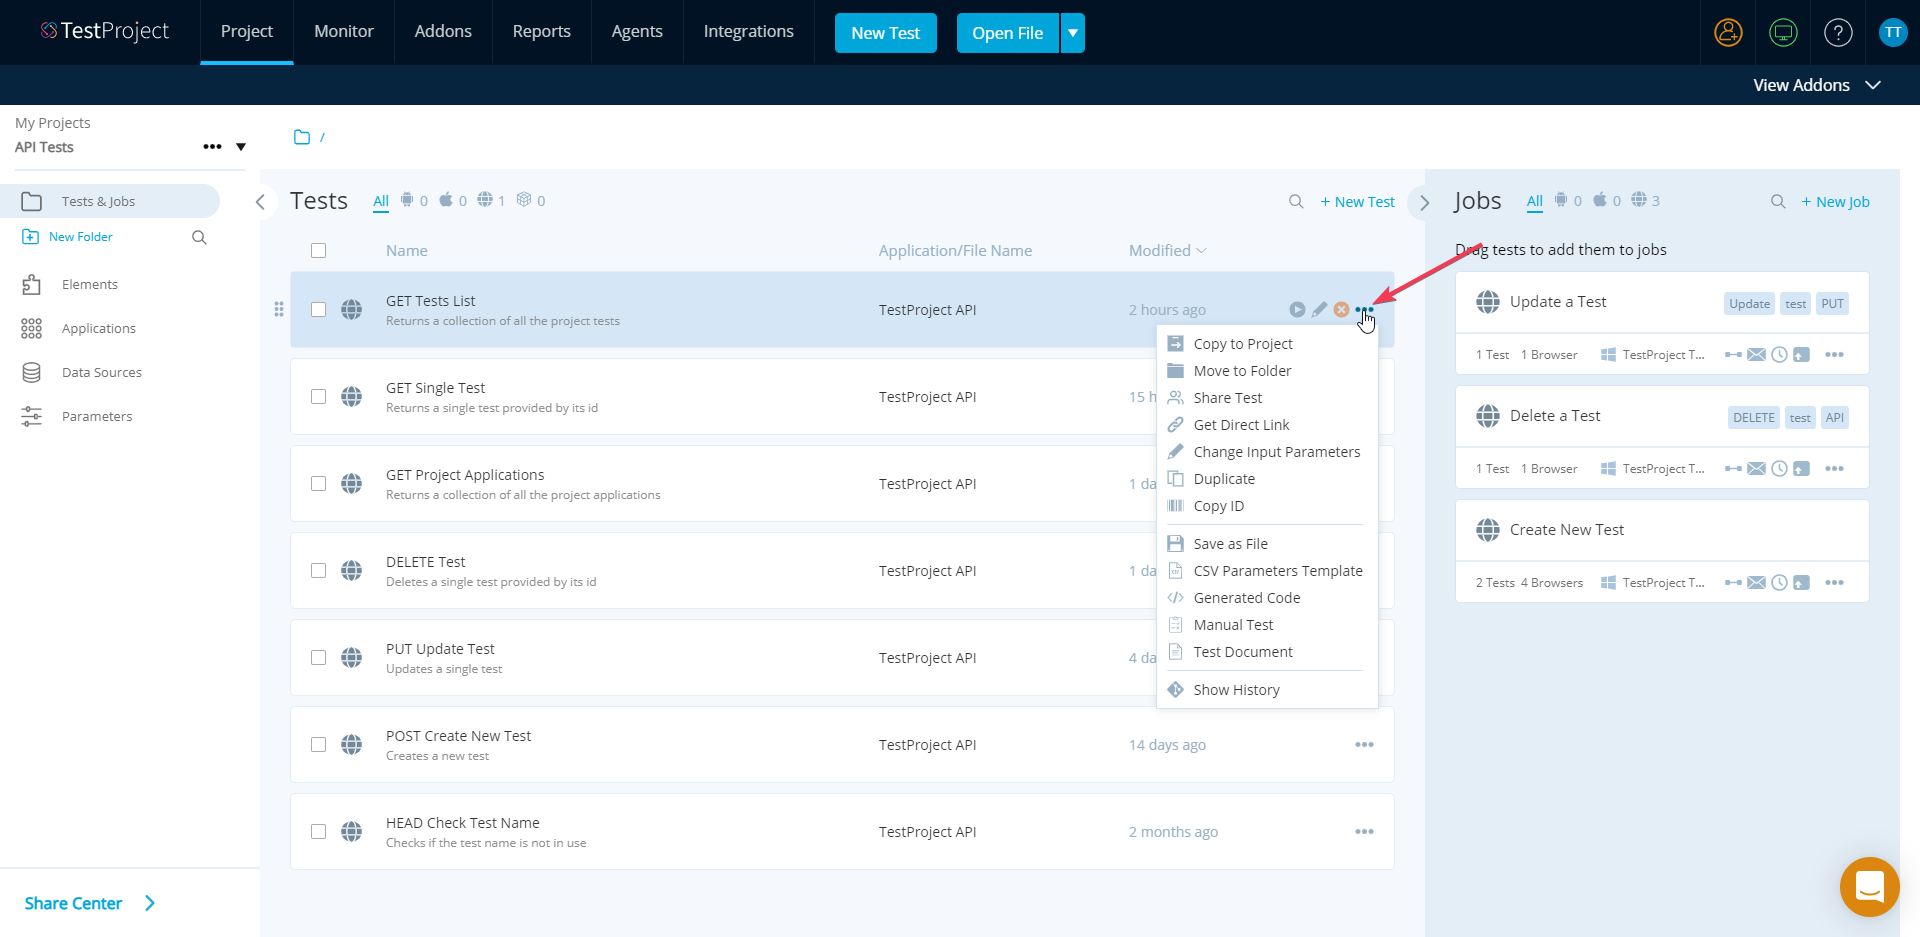 TestProject
Project Monitor Addons Reports Agents Integrations New Test Open File ? TT
View Addons
My Projects
API Tests
/
Tests & Jobs
New Folder
Elements
Applications
Data Sources
Parameters
Share Center
Tests All 0 0 1 0 + New Test
Name Application/File Name Modified
GET Tests List
Returns a collection of all the project tests
TestProject API
2 hours ago
GET Single Test
Returns a single test provided by its id
TestProject API
15 h
GET Project Applications
Returns a collection of all the project applications
TestProject API
1 da
DELETE Test
Deletes a single test provided by its id
TestProject API
1 da
PUT Update Test
Updates a single test
TestProject API
4 da
POST Create New Test
Creates a new test
TestProject API
14 days ago
HEAD Check Test Name
Checks if the test name is not in use
TestProject API
2 months ago
Copy to Project
Move to Folder
Share Test
Get Direct Link
Change Input Parameters
Duplicate
Copy ID
Save as File
CSV Parameters Template
Generated Code
Manual Test
Test Document
Show History
Jobs All 0 0 3 + New Job
Drag tests to add them to jobs
Update a Test Update test PUT
1 Test 1 Browser TestProject T...
Delete a Test DELETE test API
1 Test 1 Browser TestProject T...
Create New Test
2 Tests 4 Browsers TestProject T...